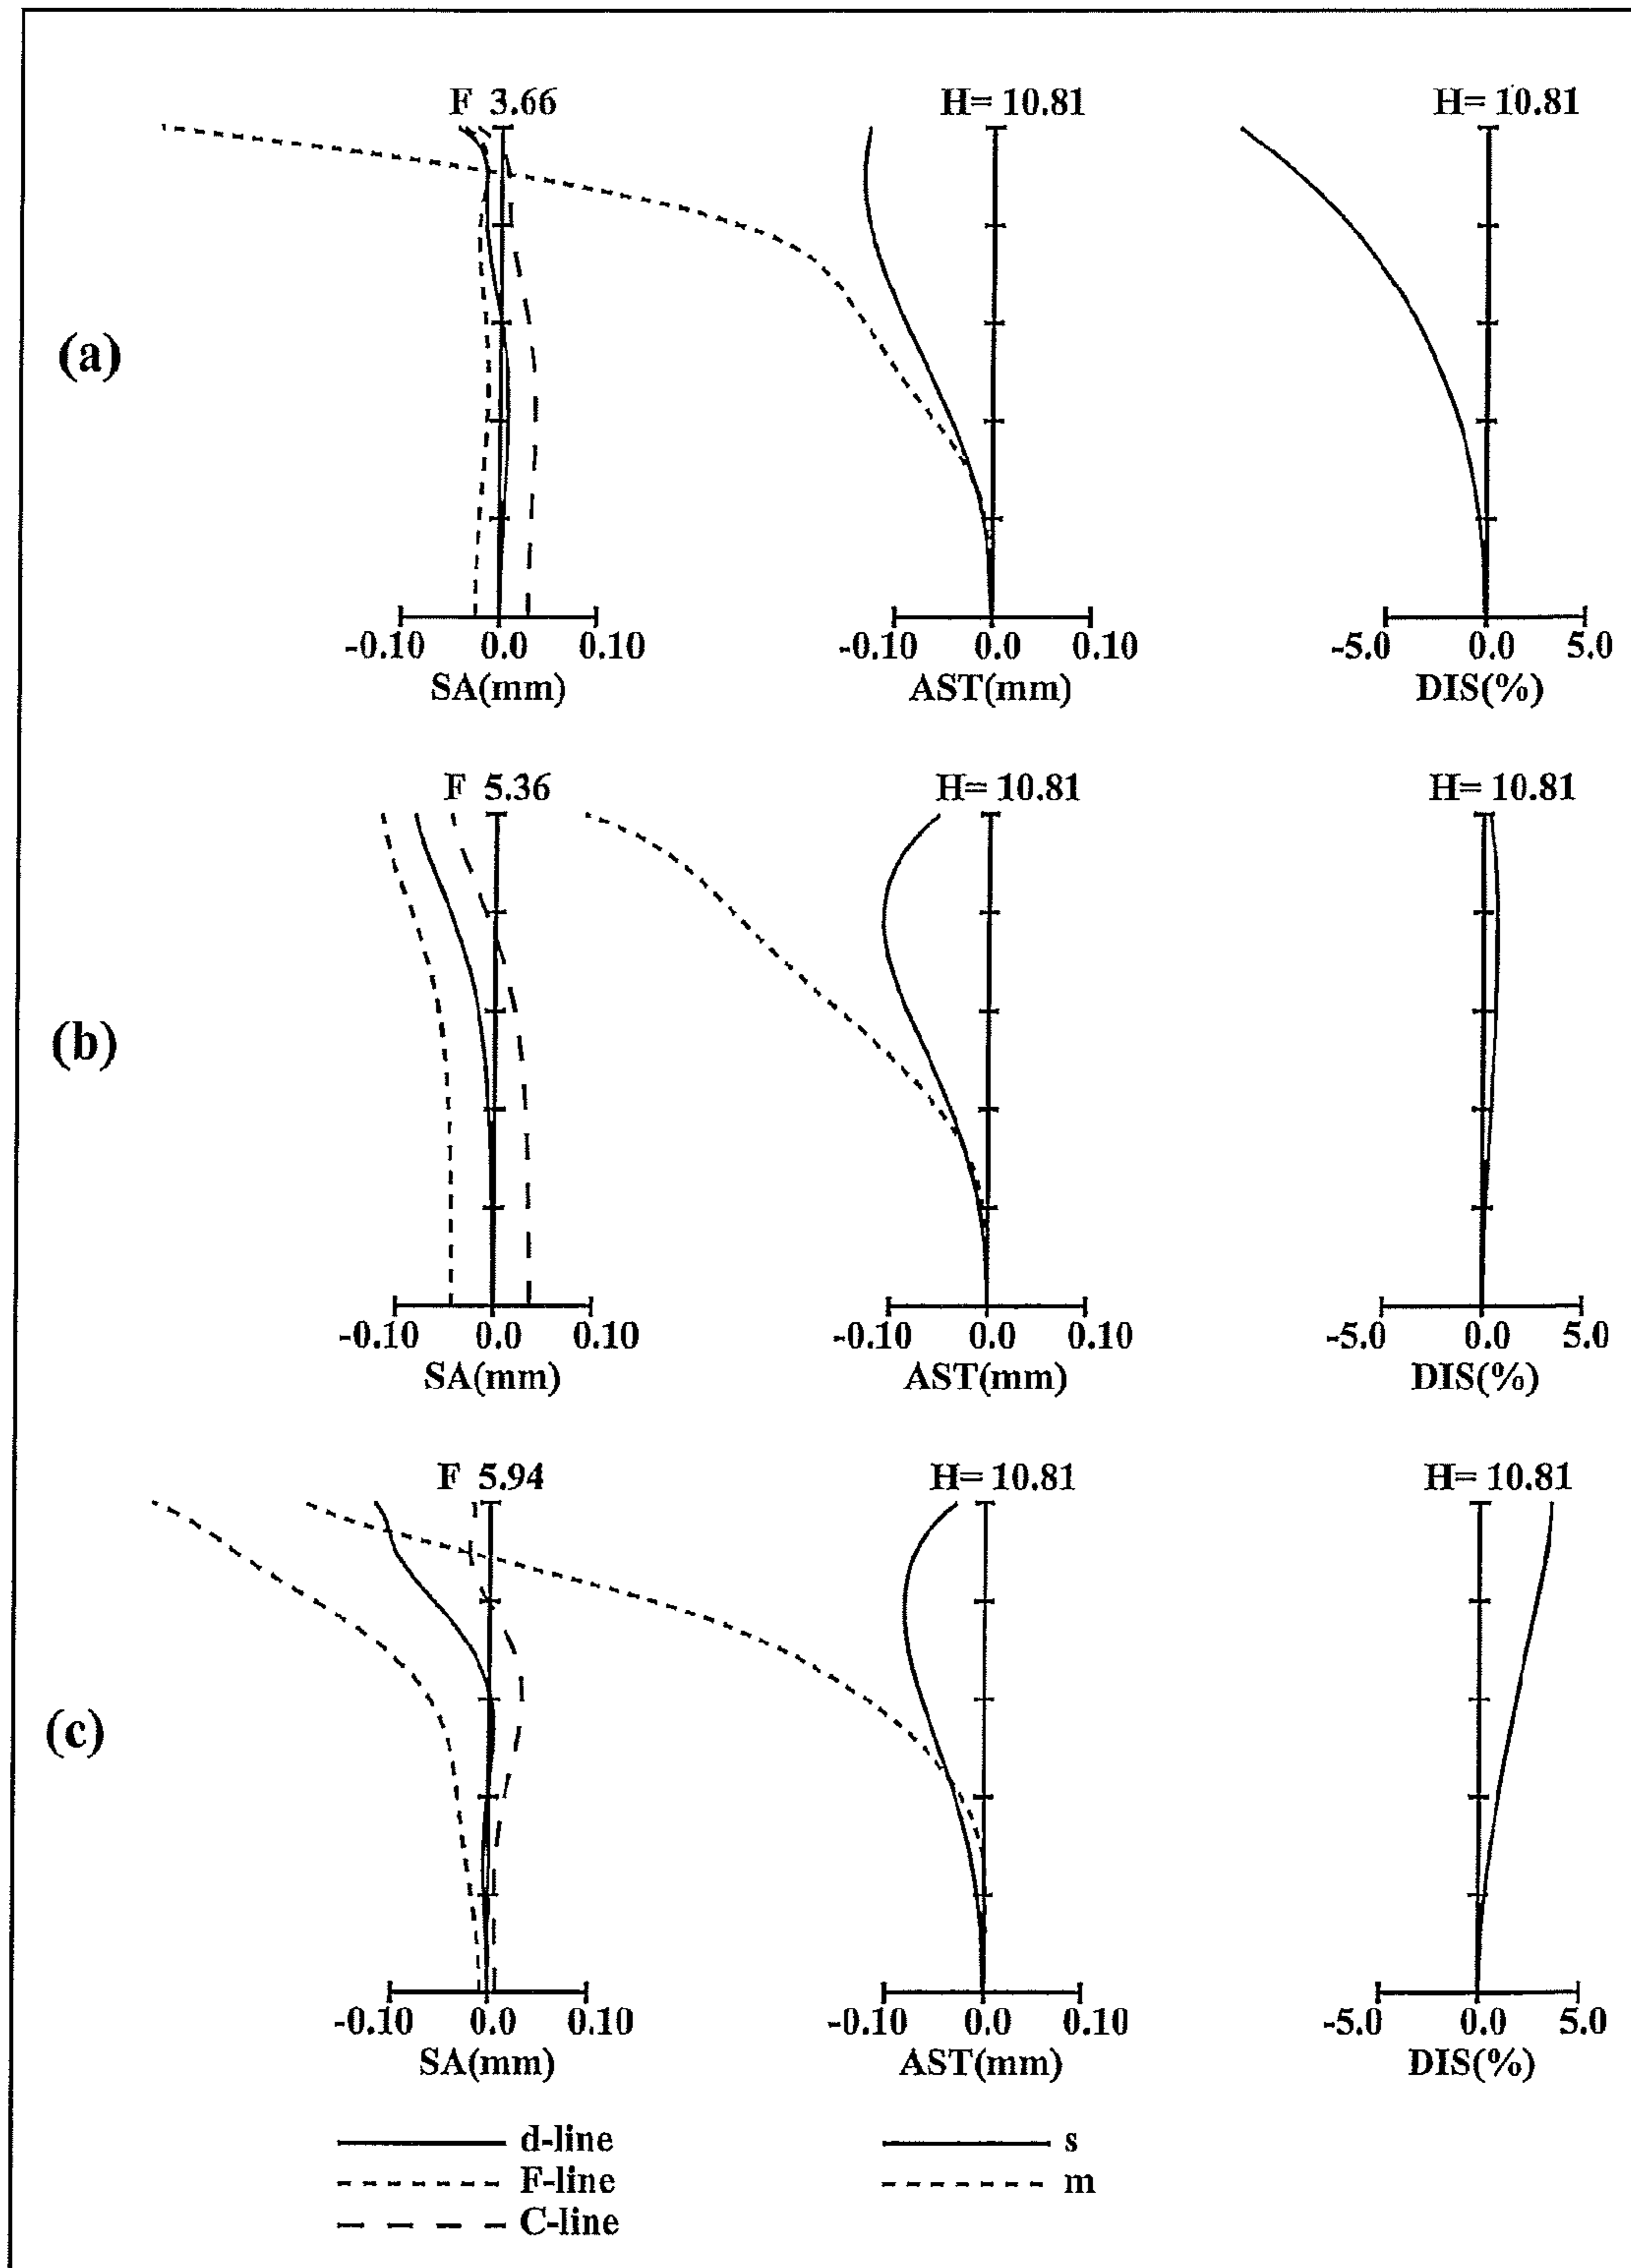 F 3.66 H= 10.81 H= 10.81
(a)
-0.10 0.0 0.10 -0.10 0.0 0.10 -5.0 0.0 5.0
SA(mm) AST(mm) DIS(%)
F 5.36 H= 10.81 H= 10.81
(b)
-0.10 0.0 0.10 -0.10 0.0 0.10 -5.0 0.0 5.0
SA(mm) AST(mm) DIS(%)
F 5.94 H= 10.81 H= 10.81
(c)
-0.10 0.0 0.10 -0.10 0.0 0.10 -5.0 0.0 5.0
SA(mm) AST(mm) DIS(%)
d-line s
F-line m
C-line